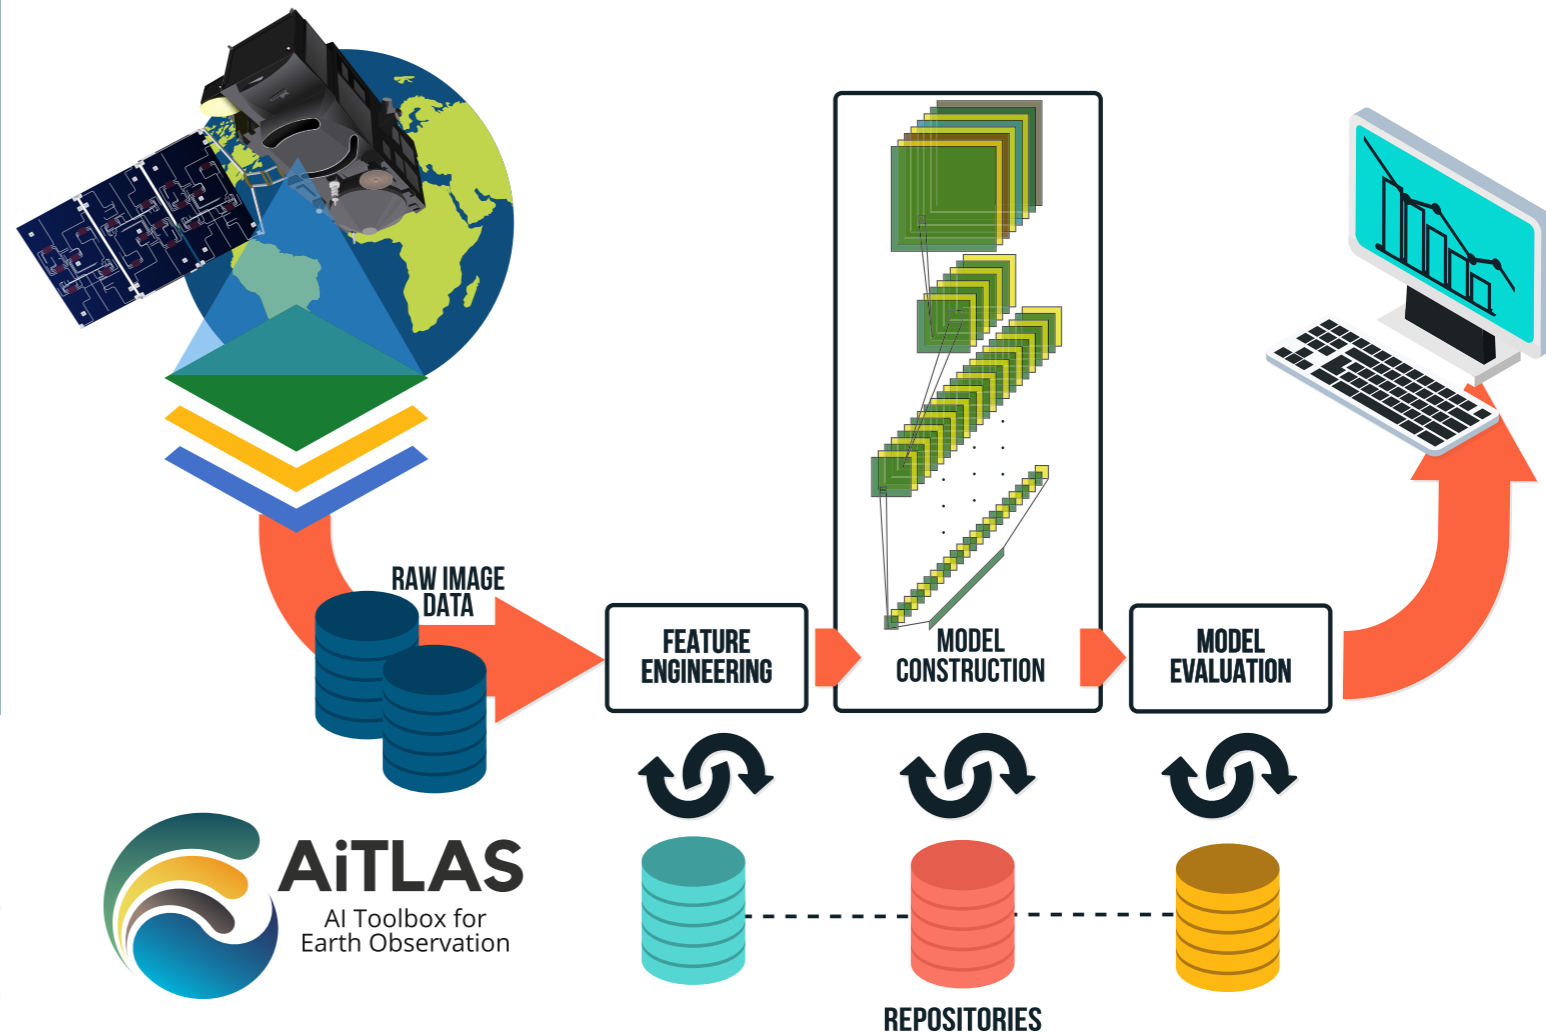 RAW IMAGE
DATA
FEATURE
ENGINEERING
MODEL
CONSTRUCTION
MODEL
EVALUATION
AiTLAS
AI Toolbox for
Earth Observation
REPOSITORIES